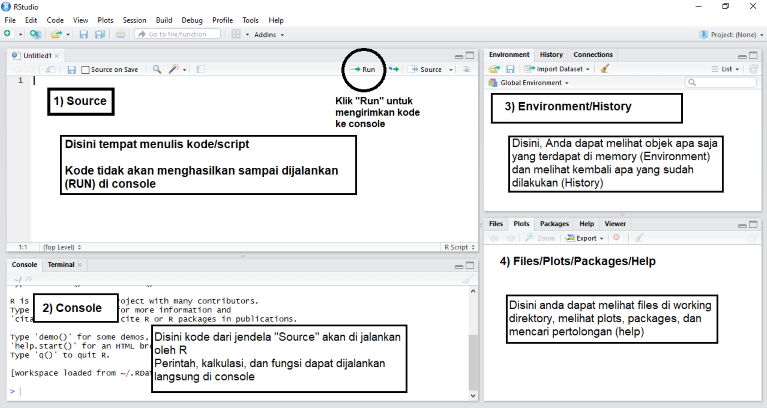 RStudio
File Edit Code View Plots Session Build Debug Profile Tools Help
Go to file/function
Addins
Project: (None)
Untitled1
Source on Save
Run
Source
1
1) Source
Klik "Run" untuk
mengirimkan kode
ke console
Disini tempat menulis kode/script
Kode tidak akan menghasilkan sampai dijalankan
(RUN) di console
1:1 (Top Level) R Script
Console Terminal
~/
R is
roject with many contributors.
Type
for more information and
'cita
cite R or R packages in publications.
2) Console
Type 'demo()' for some demos,
'help.start()' for an HTML br
Type 'q()' to quit R.
[workspace loaded from ~/.RDat
>
Disini kode dari jendela "Source" akan di jalankan
oleh R
Perintah, kalkulasi, dan fungsi dapat dijalankan
langsung di console
Environment History Connections
Import Dataset
List
Global Environment
3) Environment/History
Disini, Anda dapat melihat objek apa saja
yang terdapat di memory (Environment)
dan melihat kembali apa yang sudah
dilakukan (History)
Files Plots Packages Help Viewer
Zoom Export
4) Files/Plots/Packages/Help
Disini anda dapat melihat files di working
direktory, melihat plots, packages, dan
mencari pertolongan (help)